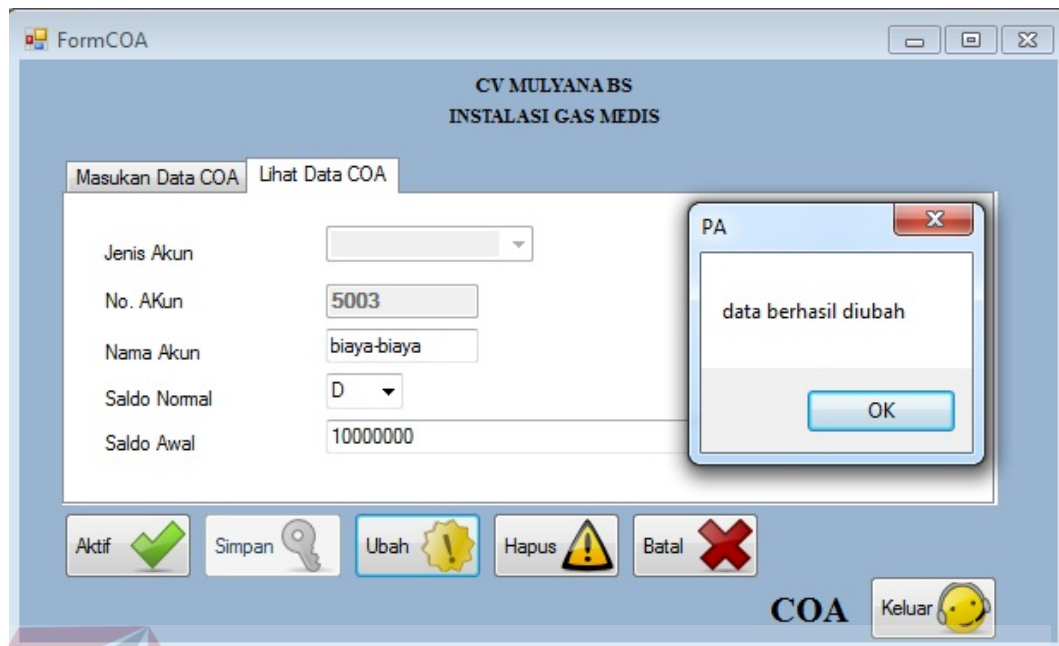 FormCOA
CV MULYANA BS
INSTALASI GAS MEDIS
Masukan Data COA
Lihat Data COA
Jenis Akun
No. AKun
5003
Nama Akun
biaya-biaya
Saldo Normal
D
Saldo Awal
10000000
PA
data berhasil diubah
OK
Aktif
Simpan
Ubah
Hapus
Batal
COA
Keluar